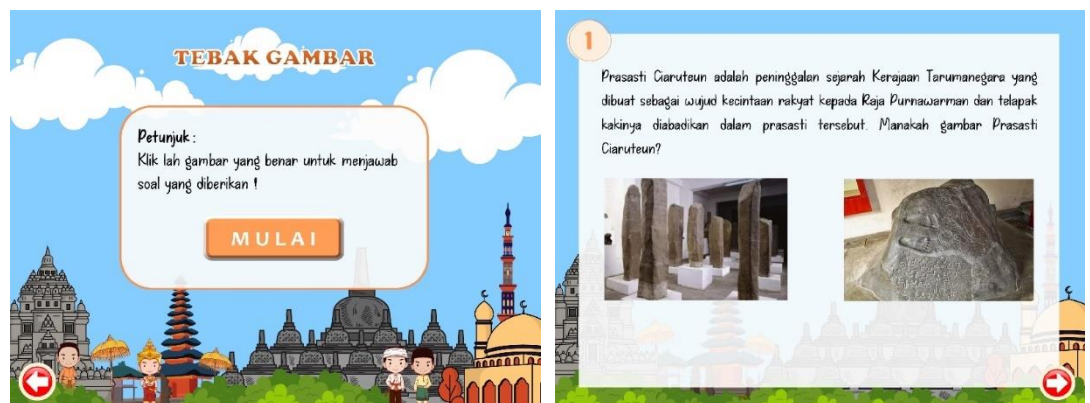 TEBAK GAMBAR
Petunjuk :
Klik lah gambar yang benar untuk menjawab
soal yang diberikan !
MULAI
1
Prasasti Ciaruteun adalah peninggalan sejarah Kerajaan Tarumanegara yang
dibuat sebagai wujud kecintaan rakyat kepada Raja Purnawarman dan telapak
kakinya diabadikan dalam prasasti tersebut. Manakah gambar Prasasti
Ciaruteun?